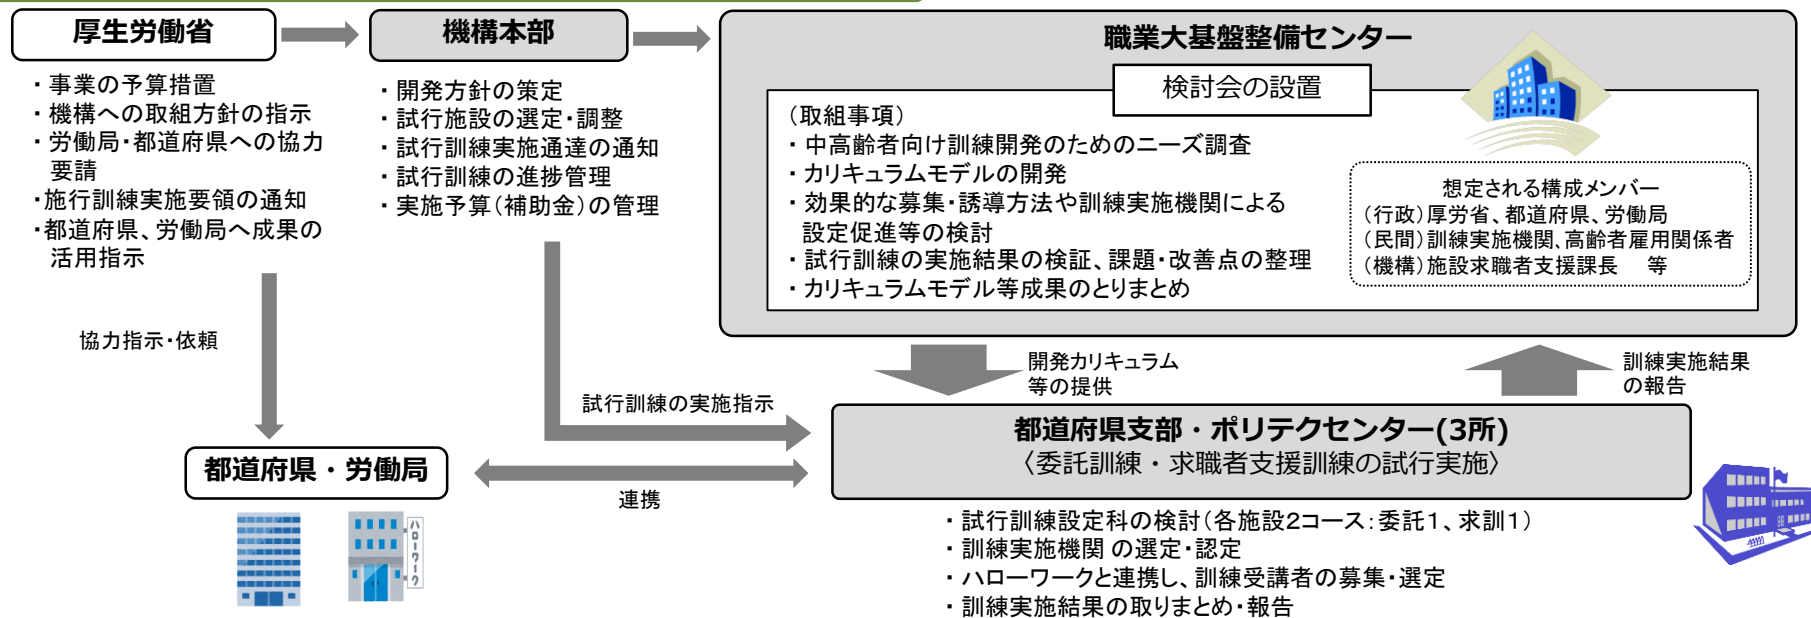 厚生労働省
・事業の予算措置
・機構への取組方針の指示
・労働局・都道府県への協力
要請
・施行訓練実施要領の通知
・都道府県、労働局へ成果の
活用指示
機構本部
・開発方針の策定
・試行施設の選定・調整
・試行訓練実施通達の通知
・試行訓練の進捗管理
・実施予算(補助金)の管理
職業大基盤整備センター
検討会の設置
(取組事項)
・中高齢者向け訓練開発のためのニーズ調査
・カリキュラムモデルの開発
・効果的な募集・誘導方法や訓練実施機関による
設定促進等の検討
・試行訓練の実施結果の検証、課題・改善点の整理
・カリキュラムモデル等成果のとりまとめ
想定される構成メンバー
(行政)厚労省、都道府県、労働局
(民間)訓練実施機関、高齢者雇用関係者
(機構)施設求職者支援課長 等
協力指示・依頼
試行訓練の実施指示
開発カリキュラム
等の提供
訓練実施結果
の報告
都道府県・労働局
連携
ハローワーク
都道府県支部・ポリテクセンター(3所)
〈委託訓練・求職者支援訓練の試行実施〉
・試行訓練設定科の検討(各施設2コース:委託1、求訓1)
・訓練実施機関 の選定・認定
・ハローワークと連携し、訓練受講者の募集・選定
・訓練実施結果の取りまとめ・報告